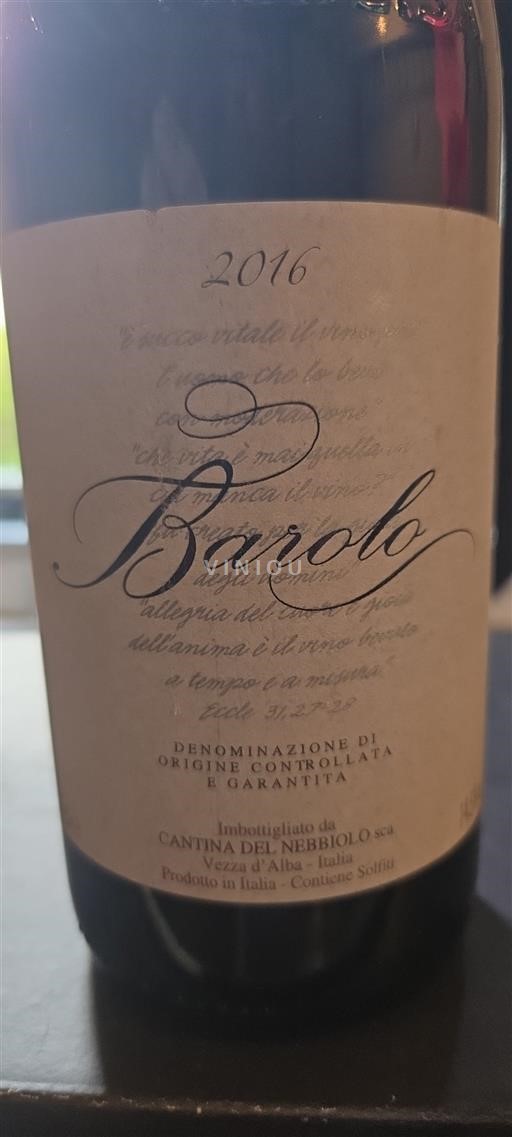 2016
"è succo vitale il vino per
l'uomo che lo beve
con moderazione"
"che vita è mai quella in
cui manca il vino?"
fu creato per la
Barolo
VINIOU
degli uomini"
"allegria del cuore e gioia
dell'anima è il vino bevuto
a tempo e a misura."
Eccle 31,27-28
DENOMINAZIONE DI
ORIGINE CONTROLLATA
E GARANTITA
Imbottigliato da
CANTINA DEL NEBBIOLO sca
Vezza d'Alba - Italia
Prodotto in Italia - Contiene Solfiti